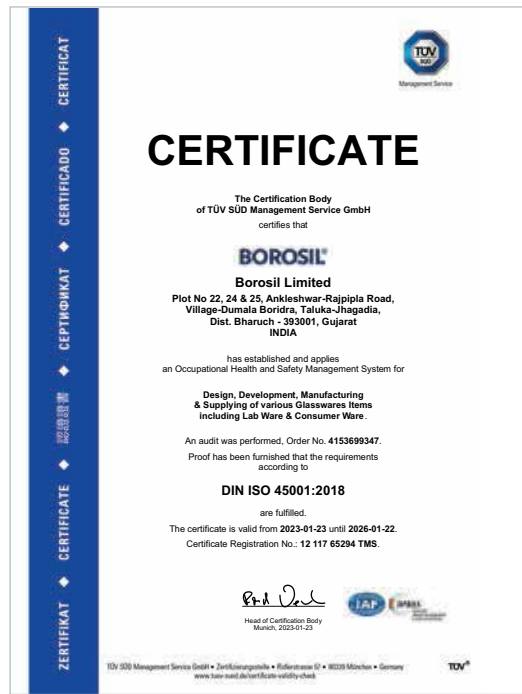 TÜV
SÜD
Management Service
CERTIFICATE
The Certification Body
of TÜV SÜD Management Service GmbH
certifies that
BOROSIL®
Borosil Limited
Plot No 22, 24 & 25, Ankleshwar-Rajpipla Road,
Village-Dumala Boridra, Taluka-Jhagadia,
Dist. Bharuch - 393001, Gujarat
INDIA
has established and applies
an Occupational Health and Safety Management System for
Design, Development, Manufacturing
& Supplying of various Glasswares Items
including Lab Ware & Consumer Ware.
An audit was performed, Order No. 4153699347.
Proof has been furnished that the requirements
according to
DIN ISO 45001:2018
are fulfilled.
The certificate is valid from 2023-01-23 until 2026-01-22.
Certificate Registration No.: 12 117 65294 TMS.
Head of Certification Body
Munich, 2023-01-23
IAF
TÜV SÜD Management Service GmbH • Zertifizierungsstelle • Ridlerstrasse 57 • 80339 München • Germany
www.tuev-sued.de/certificate-validity-check
TÜV®
ZERTIFIKAT ◆ CERTIFICATE ◆ ◆ СЕРТИФИКАТ ◆ CERTIFICADO ◆ CERTIFICAT